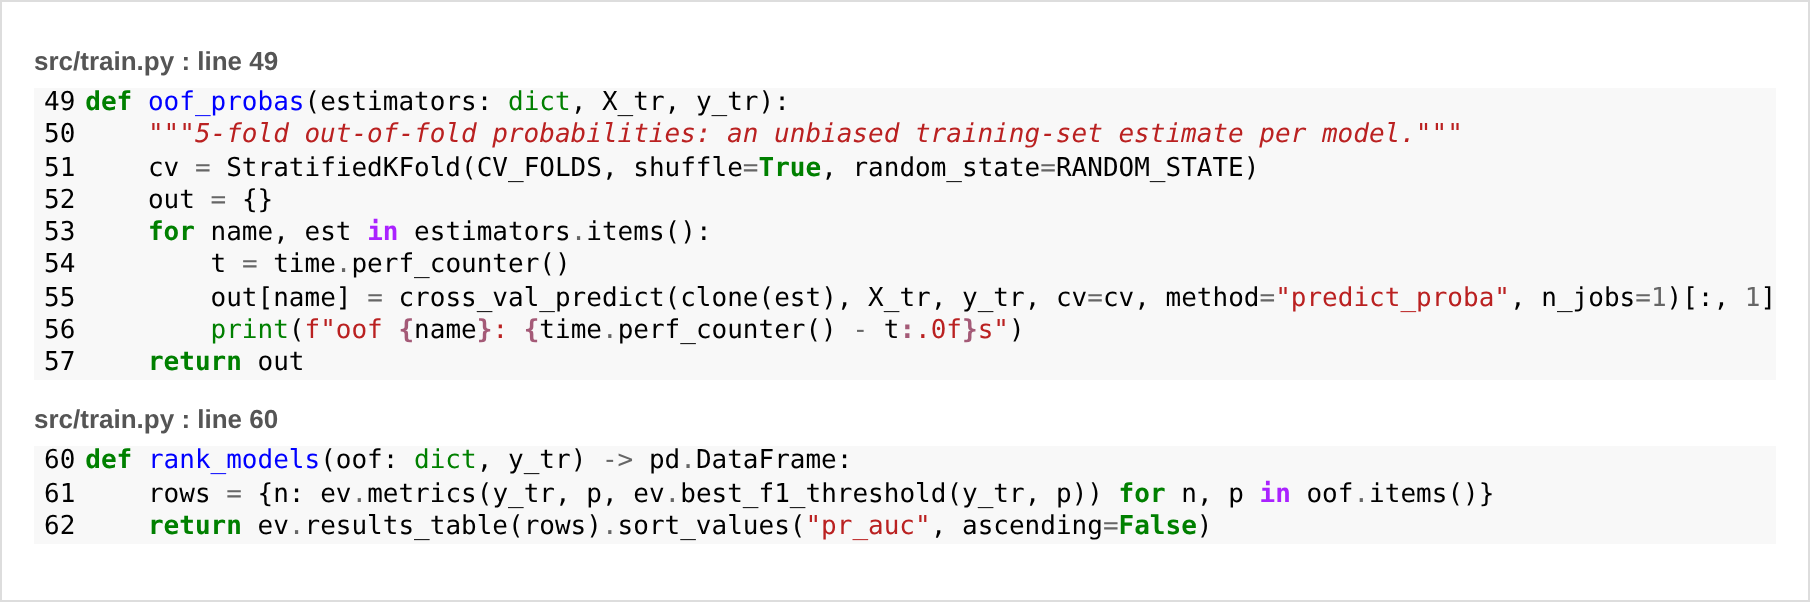 src/train.py : line 49
49 def oof_probas(estimators: dict, X_tr, y_tr):
50     """5-fold out-of-fold probabilities: an unbiased training-set estimate per model."""
51     cv = StratifiedKFold(CV_FOLDS, shuffle=True, random_state=RANDOM_STATE)
52     out = {}
53     for name, est in estimators.items():
54         t = time.perf_counter()
55         out[name] = cross_val_predict(clone(est), X_tr, y_tr, cv=cv, method="predict_proba", n_jobs=1)[:, 1]
56         print(f"oof {name}: {time.perf_counter() - t:.0f}s")
57     return out
src/train.py : line 60
60 def rank_models(oof: dict, y_tr) -> pd.DataFrame:
61     rows = {n: ev.metrics(y_tr, p, ev.best_f1_threshold(y_tr, p)) for n, p in oof.items()}
62     return ev.results_table(rows).sort_values("pr_auc", ascending=False)